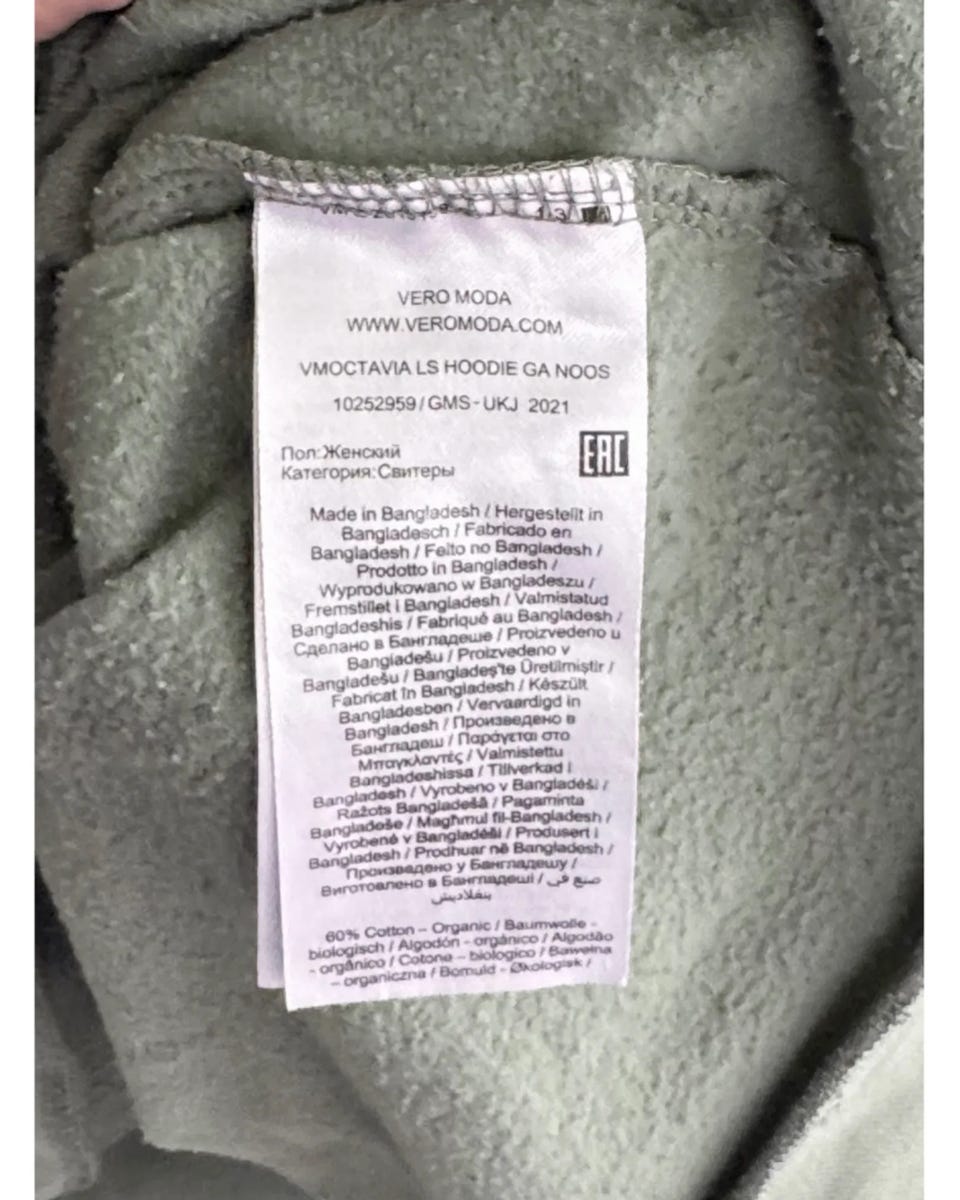 VERO MODA
WWW.VEROMODA.COM
VMOCTAVIA LS HOODIE GA NOOS
10252959/GMS-UKJ 2021
Пол:Женский
Категория:Свитеры
EAC
Made in Bangladesh / Hergestellt in
Bangladesch / Fabricado en
Bangladesh / Feito no Bangladesh /
Prodotto in Bangladesh /
Wyprodukowano w Bangladeszu /
Fremstillet i Bangladesh / Valmistatud
Bangladeshis / Fabriqué au Bangladesh /
Сделано в Бангладеше / Proizvedeno u
Bangladešu / Proizvedeno v
Bangladešu / Bangladeş'te Üretilmiştir /
Fabricat în Bangladesh / Készült
Bangladesben / Vervaardigd in
Bangladesh / Произведено в
Бангладеш / Παράγεται στο
Μπαγκλαντές / Valmistettu
Bangladeshissa / Tillverkad i
Bangladesh / Vyrobeno v Bangladéši /
Ražots Bangladešā / Pagaminta
Bangladeše / Magħmul fil-Bangladesh /
Vyrobené v Bangladéši / Produsert i
Bangladesh / Prodhuar në Bangladesh /
Произведено у Бангладешу /
Виготовлено в Бангладеші / صنع في
بنغلاديش
60% Cotton – Organic / Baumwolle -
biologisch / Algodón - orgánico / Algodão
- orgânico / Cotone – biologico / Bawełna
– organiczna / Bomuld - Økologisk /